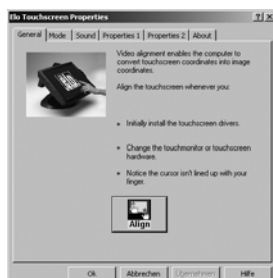 Elo Touchscreen Properties
General Mode Sound Properties 1 Properties 2 About
Video alignment enables the computer to
convert touchscreen coordinates into image
coordinates.
Align the touchscreen whenever you:
» Initially install the touchscreen drivers.
» Change the touchmonitor or touchscreen
hardware.
» Notice the cursor isn't lined up with your
finger.
Align
Ok Abbrechen Übernehmen Hilfe